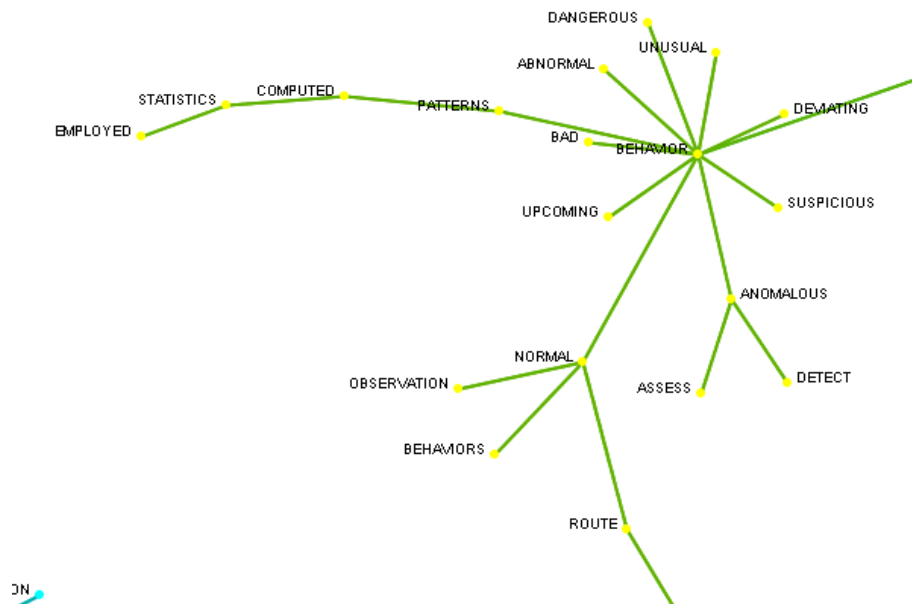 DANGEROUS
UNUSUAL
ABNORMAL
STATISTICS
COMPUTED
PATTERNS
DEVIATING
EMPLOYED
BAD
BEHAVIOR
UPCOMING
SUSPICIOUS
ANOMALOUS
NORMAL
OBSERVATION
ASSESS
DETECT
BEHAVIORS
ROUTE
ON